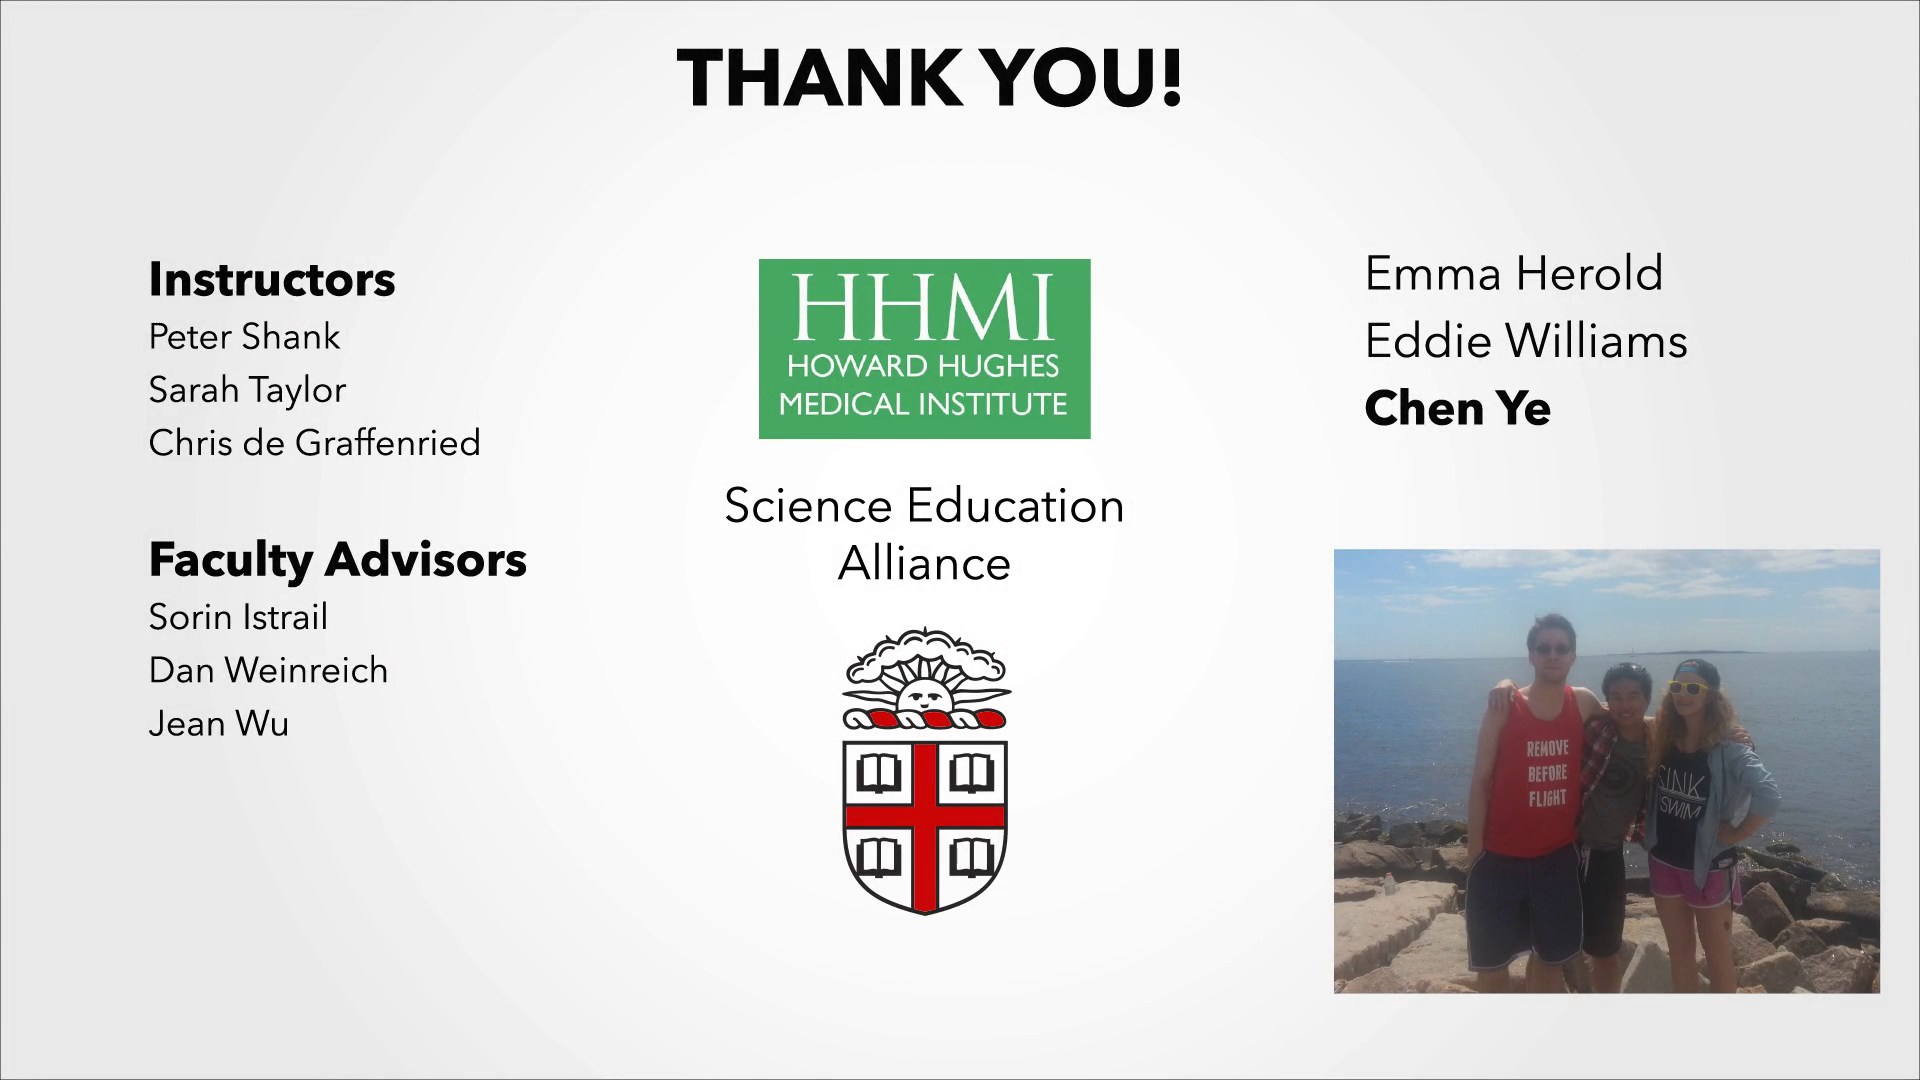 THANK YOU!
Instructors
Peter Shank
Sarah Taylor
Chris de Graffenried
Faculty Advisors
Sorin Istrail
Dan Weinreich
Jean Wu
HHMI
HOWARD HUGHES
MEDICAL INSTITUTE
Science Education
Alliance
Emma Herold
Eddie Williams
Chen Ye
REMOVE
BEFORE
FLIGHT
SINK
SWIM